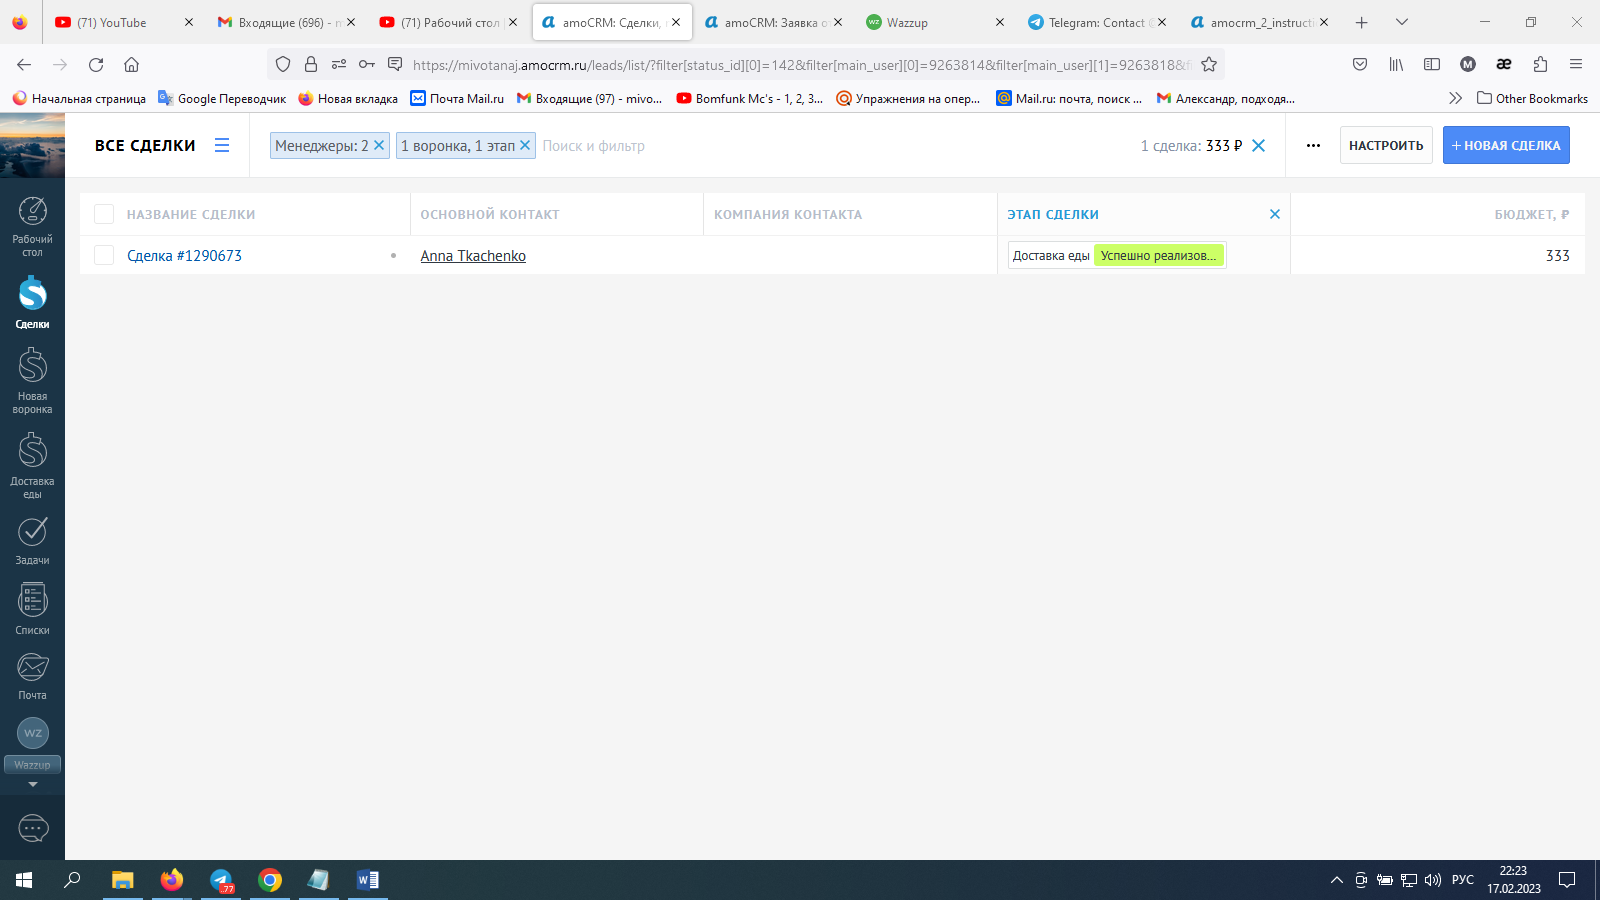 (71) YouTube
Входящие (696) - m
(71) Рабочий стол
amoCRM: Сделки,
amoCRM: Заявка от
Wazzup
Telegram: Contact
amocrm_2_instructi
https://mivotanaj.amocrm.ru/leads/list/?filter[status_id][0]=142&filter[main_user][0]=9263814&filter[main_user][1]=9263818&f
Начальная страница
Google Переводчик
Новая вкладка
Почта Mail.ru
Входящие (97) - mivo...
Bomfunk Mc's - 1, 2, 3...
Упражнения на опер...
Mail.ru: почта, поиск ...
Александр, подходя...
Other Bookmarks
ВСЕ СДЕЛКИ
Менеджеры: 2
1 воронка, 1 этап
Поиск и фильтр
1 сделка: 333 ₽
НАСТРОИТЬ
+ НОВАЯ СДЕЛКА
НАЗВАНИЕ СДЕЛКИ
ОСНОВНОЙ КОНТАКТ
КОМПАНИЯ КОНТАКТА
ЭТАП СДЕЛКИ
БЮДЖЕТ, ₽
Сделка #1290673
Anna Tkachenko
Доставка еды
Успешно реализов...
333
Рабочий
стол
Сделки
Новая
воронка
Доставка
еды
Задачи
Списки
Почта
WZ
Wazzup
77
РУС
22:23
17.02.2023